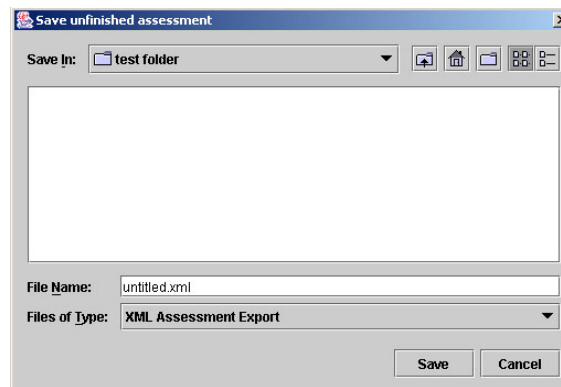 Save unfinished assessment
Save In: test folder
File Name: untitled.xml
Files of Type: XML Assessment Export
Save Cancel